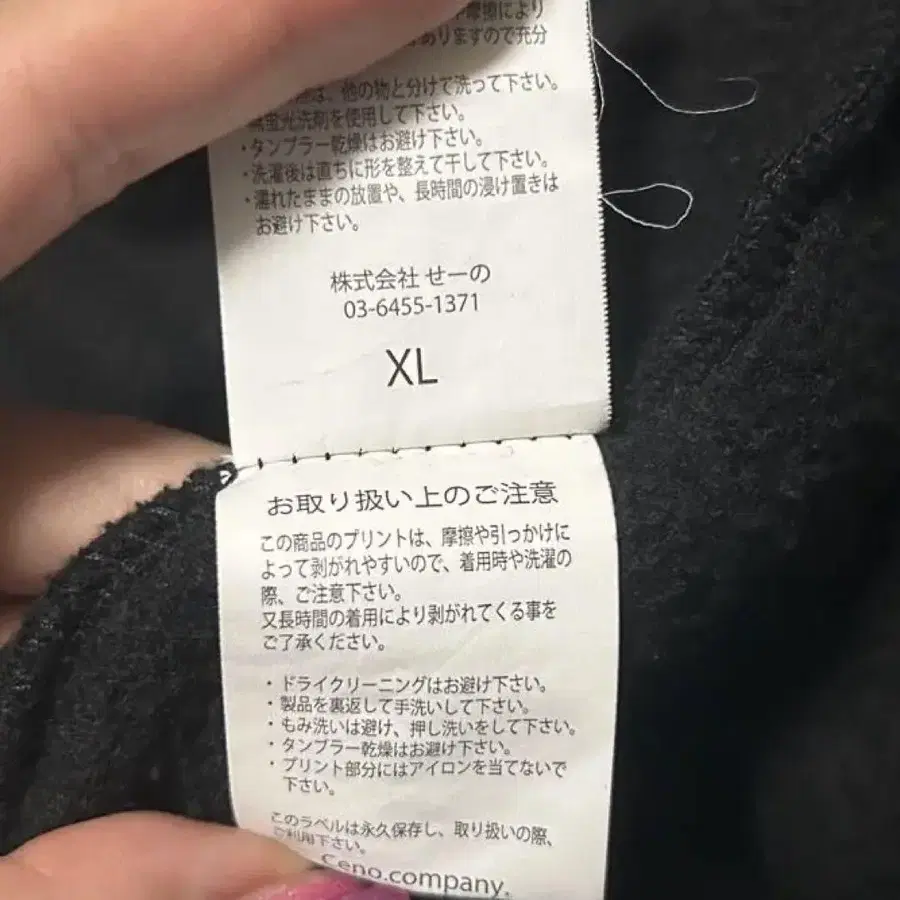 摩擦により
ありますので充分
は、他の物と分けて洗って下さい。
無蛍光洗剤を使用して下さい。
・タンブラー乾燥はお避け下さい。
・洗濯後は直ちに形を整えて干して下さい。
・濡れたままの放置や、長時間の浸け置きは
お避け下さい。
株式会社 せーの
03-6455-1371
XL
お取り扱い上のご注意
この商品のプリントは、摩擦や引っかけに
よって剥がれやすいので、着用時や洗濯の
際、ご注意下さい。
又長時間の着用により剥がれてくる事を
ご了承ください。
・ドライクリーニングはお避け下さい。
・製品を裏返して手洗いして下さい。
・もみ洗いは避け、押し洗いをして下さい。
・タンブラー乾燥はお避け下さい。
・プリント部分にはアイロンを当てないで
下さい。
このラベルは永久保存し、取り扱いの際、
ご利用下さい。
Ceno.company.